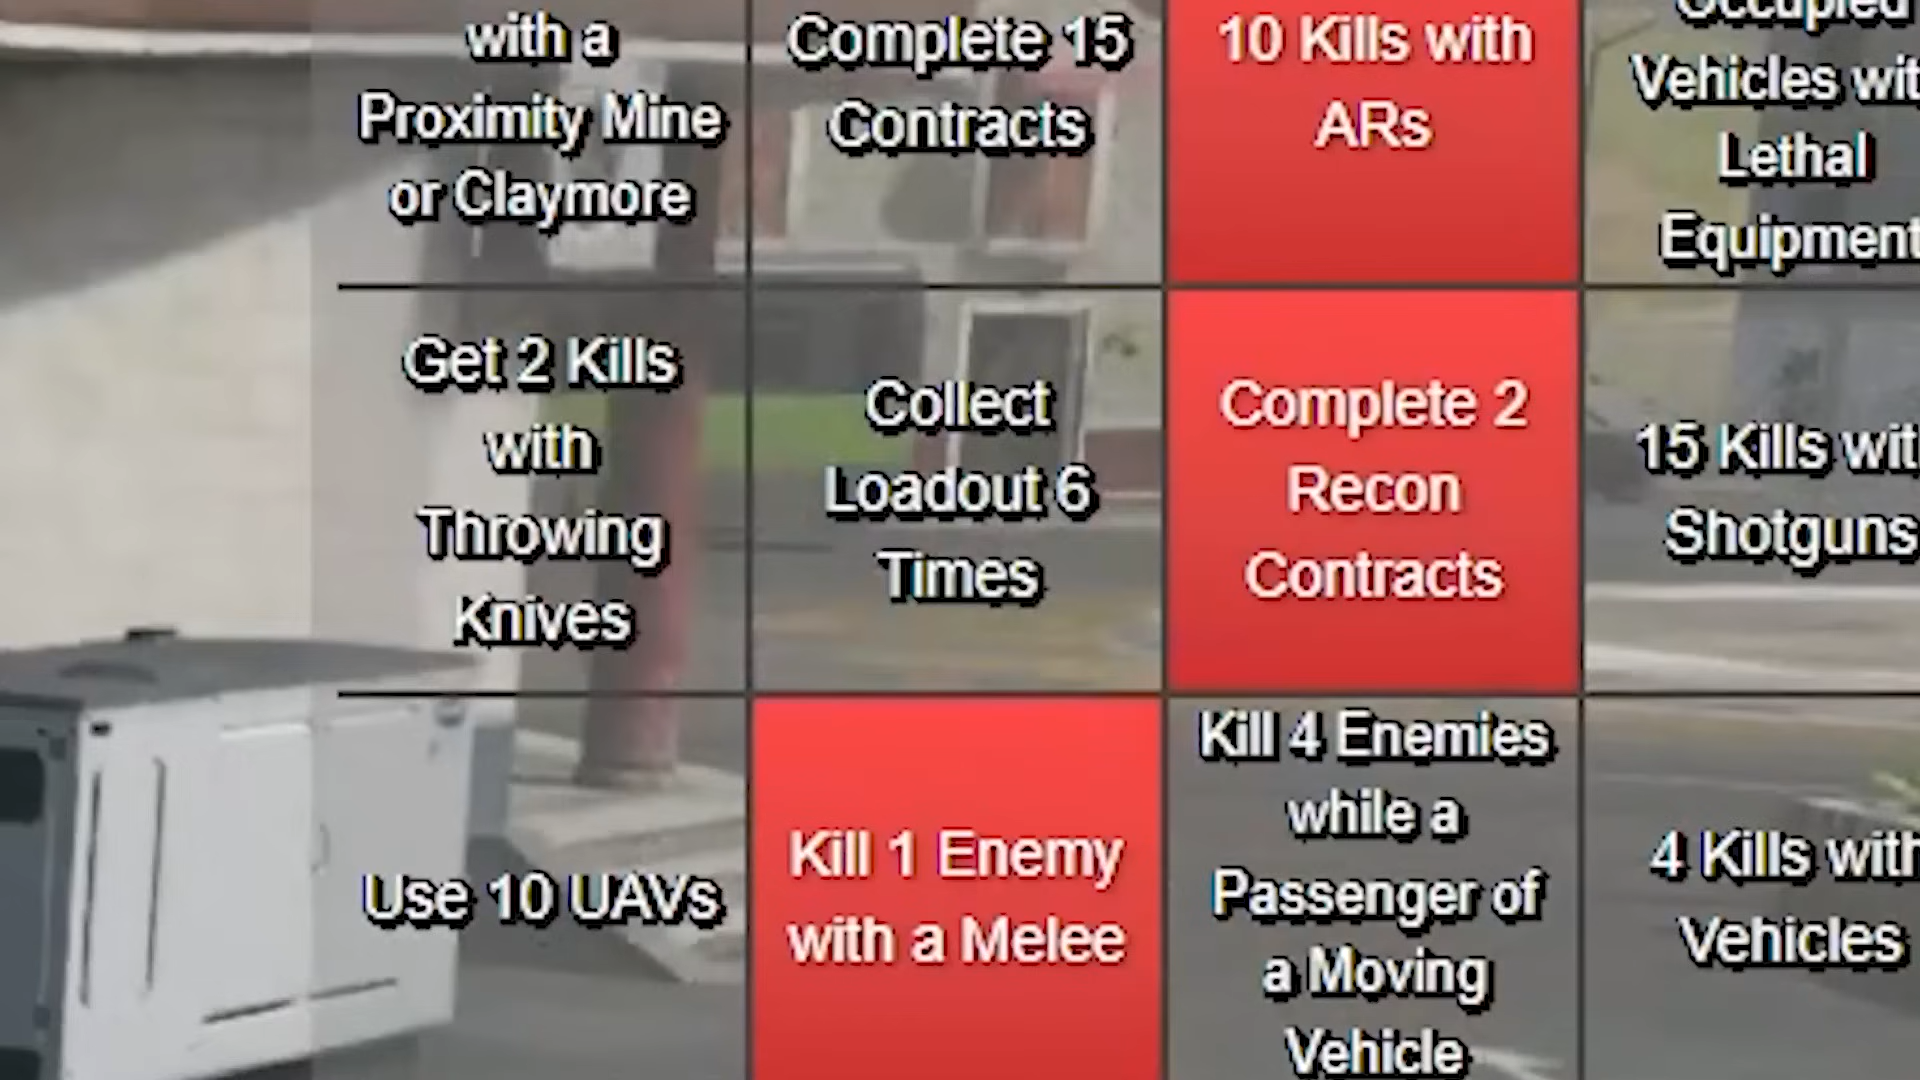 with a
Proximity Mine
or Claymore
Complete 15
Contracts
10 Kills with
ARs
Occupied
Vehicles wit
Lethal
Equipment
Get 2 Kills
with
Throwing
Knives
Collect
Loadout 6
Times
Complete 2
Recon
Contracts
15 Kills wit
Shotguns
Use 10 UAVs
Kill 1 Enemy
with a Melee
Kill 4 Enemies
while a
Passenger of
a Moving
Vehicle
4 Kills with
Vehicles